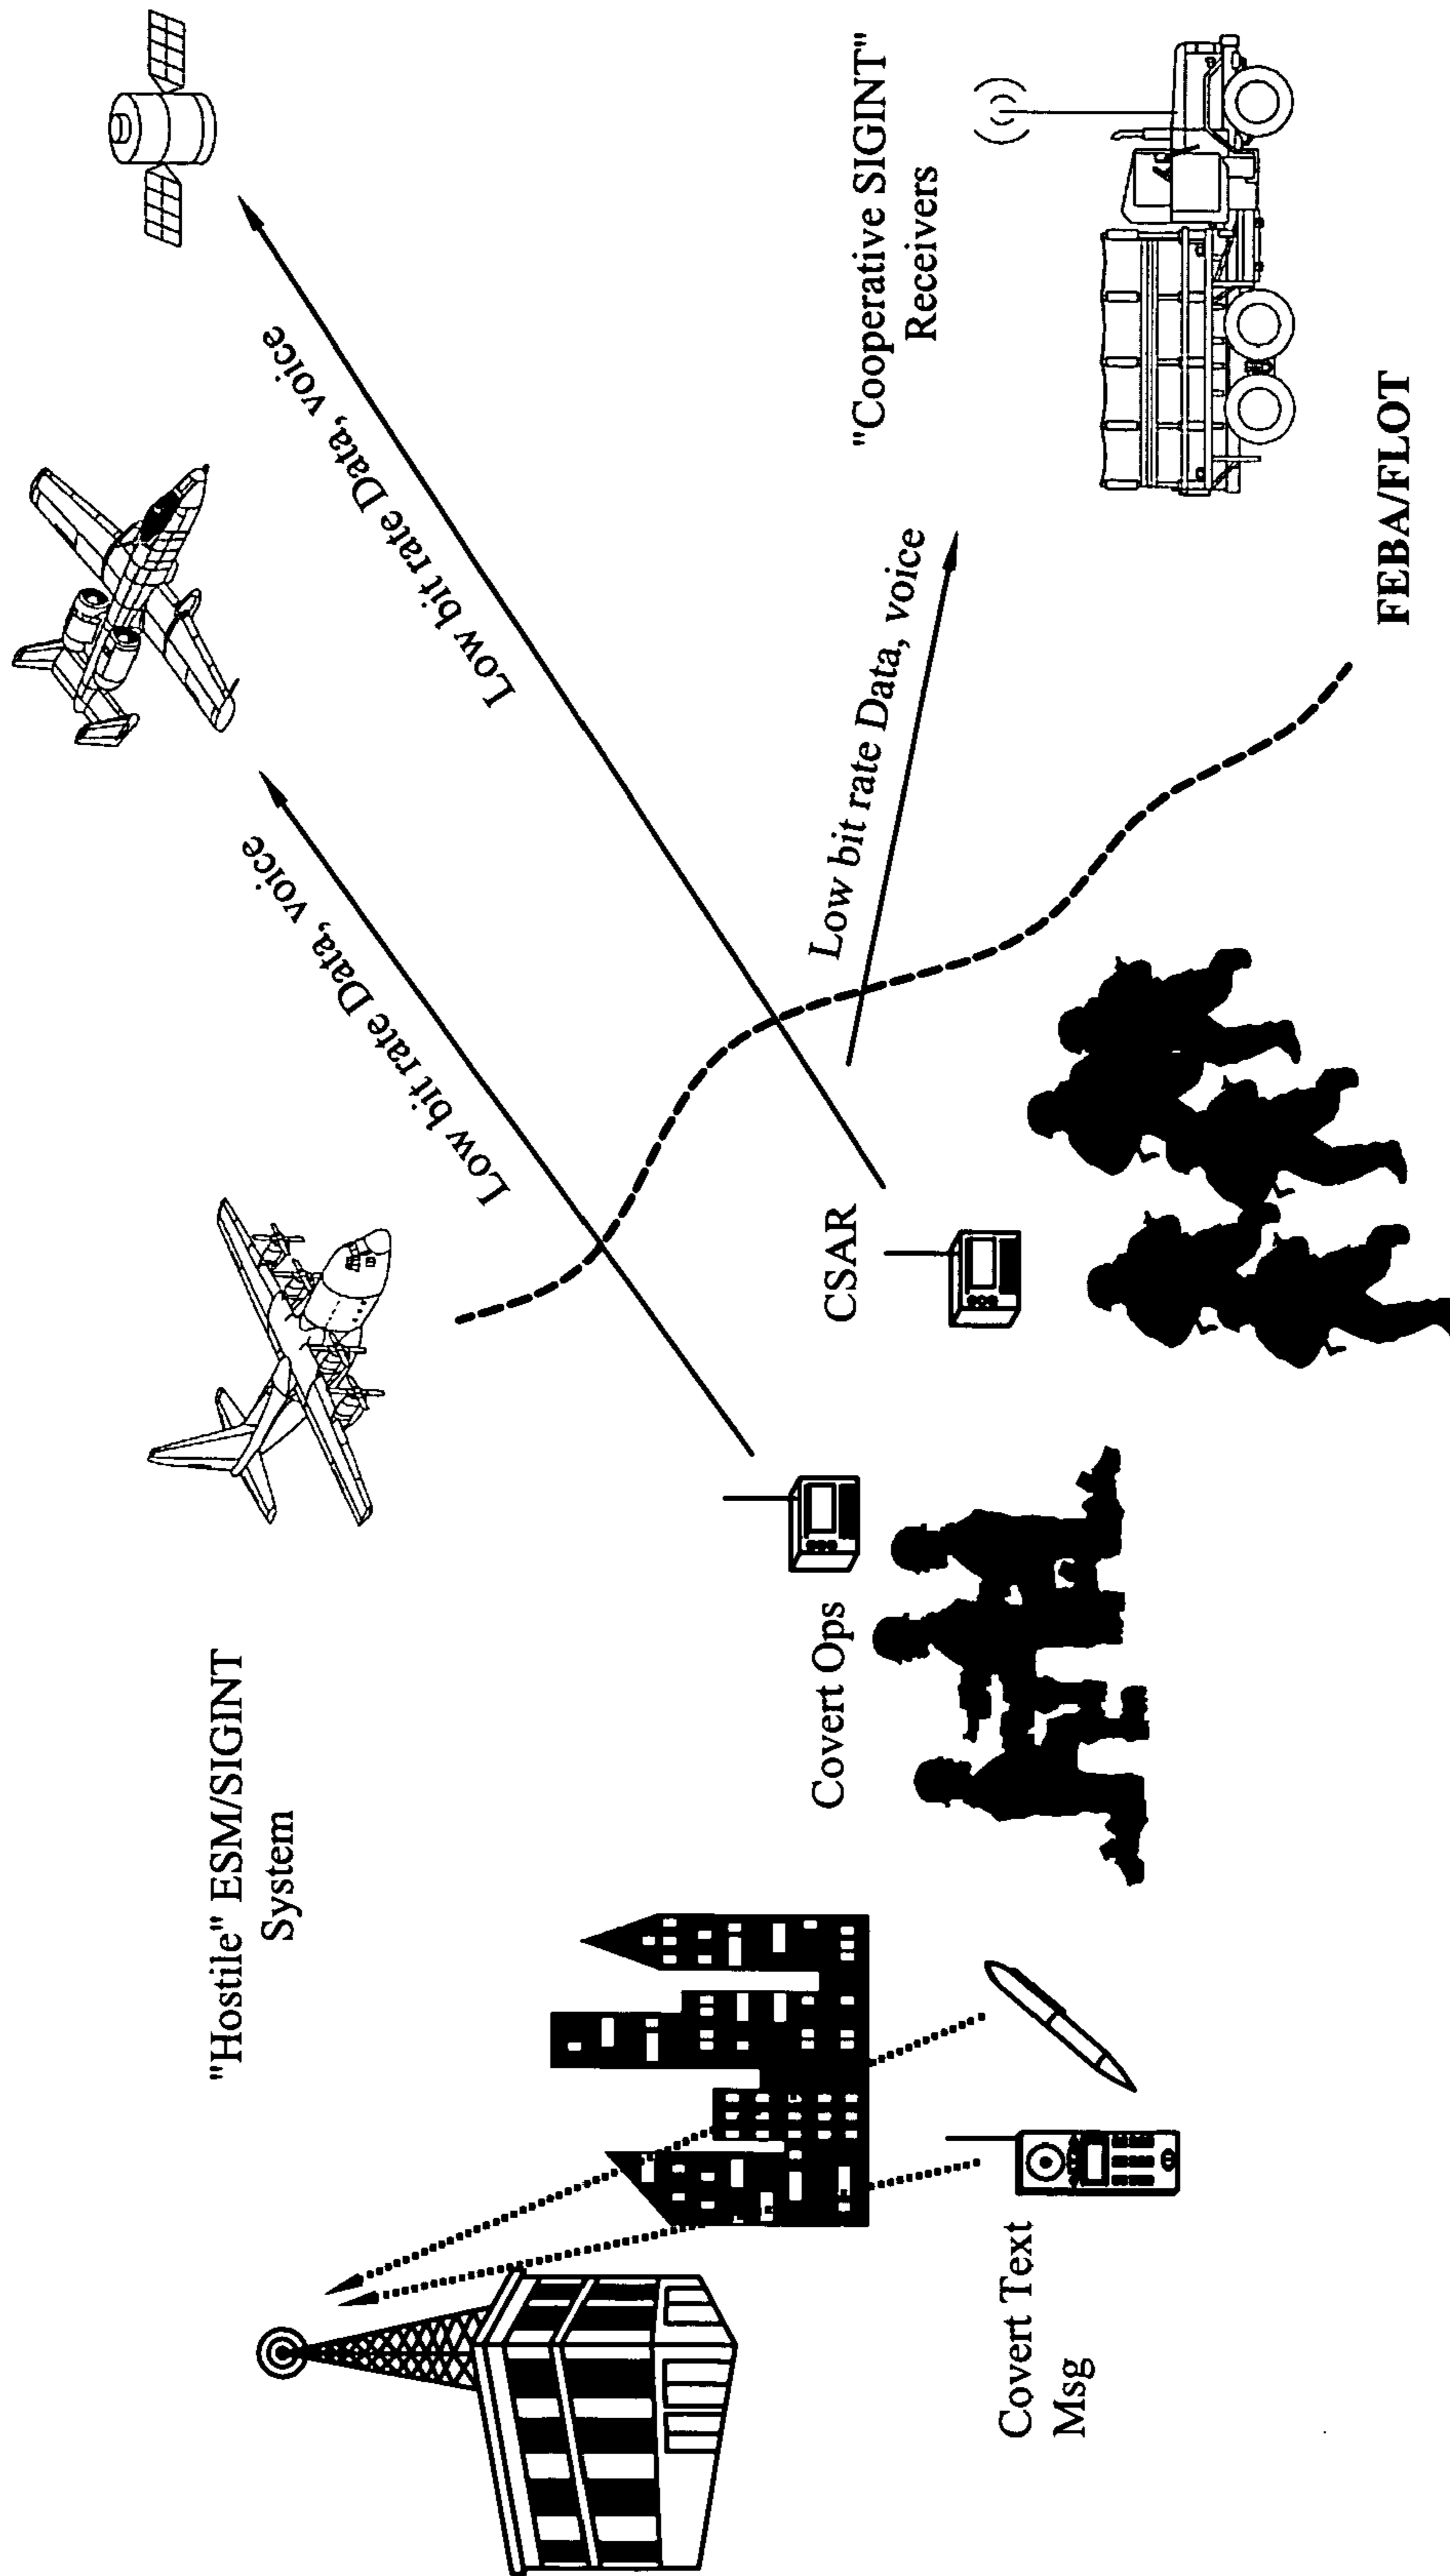 "Hostile" ESM/SIGINT
System
Low bit rate Data, voice
Low bit rate Data, voice
Low bit rate Data, voice
"Cooperative SIGINT"
Receivers
Covert Text
Msg
Covert Ops
CSAR
FEBA/FLOT